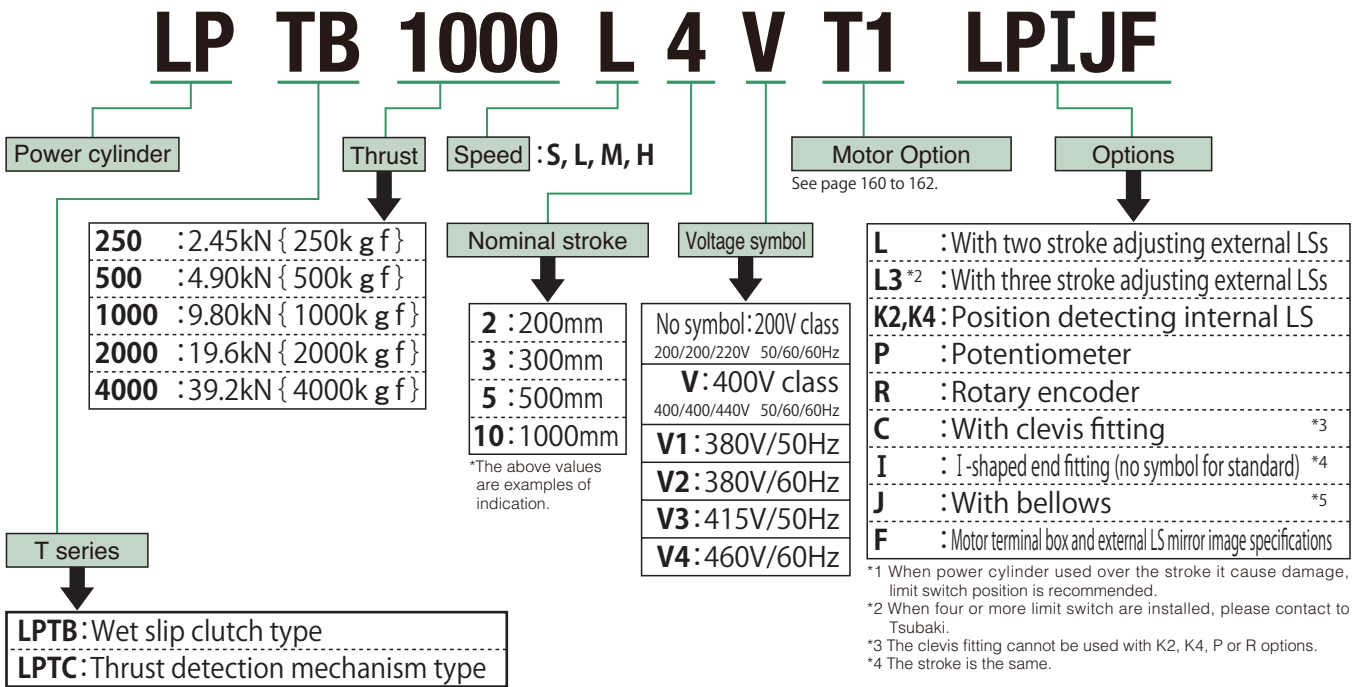 LP TB 1000 L 4 V T1 LPIJF
Power cylinder
Thrust
Speed :S, L, M, H
Motor Option
See page 160 to 162.
Options
250 :2.45kN { 250k g f }
500 :4.90kN { 500k g f }
1000 :9.80kN { 1000k g f }
2000 :19.6kN { 2000k g f }
4000 :39.2kN { 4000k g f }
Nominal stroke
2 :200mm
3 :300mm
5 :500mm
10:1000mm
*The above values
are examples of
indication.
Voltage symbol
No symbol:200V class
200/200/220V 50/60/60Hz
V:400V class
400/400/440V 50/60/60Hz
V1:380V/50Hz
V2:380V/60Hz
V3:415V/50Hz
V4:460V/60Hz
L :With two stroke adjusting external LSs
L3 *2 :With three stroke adjusting external LSs
K2,K4:Position detecting internal LS
P :Potentiometer
R :Rotary encoder
C :With clevis fitting *3
I :I-shaped end fitting (no symbol for standard) *4
J :With bellows *5
F :Motor terminal box and external LS mirror image specifications
*1 When power cylinder used over the stroke it cause damage,
limit switch position is recommended.
*2 When four or more limit switch are installed, please contact to
Tsubaki.
*3 The clevis fitting cannot be used with K2, K4, P or R options.
*4 The stroke is the same.
T series
LPTB:Wet slip clutch type
LPTC:Thrust detection mechanism type